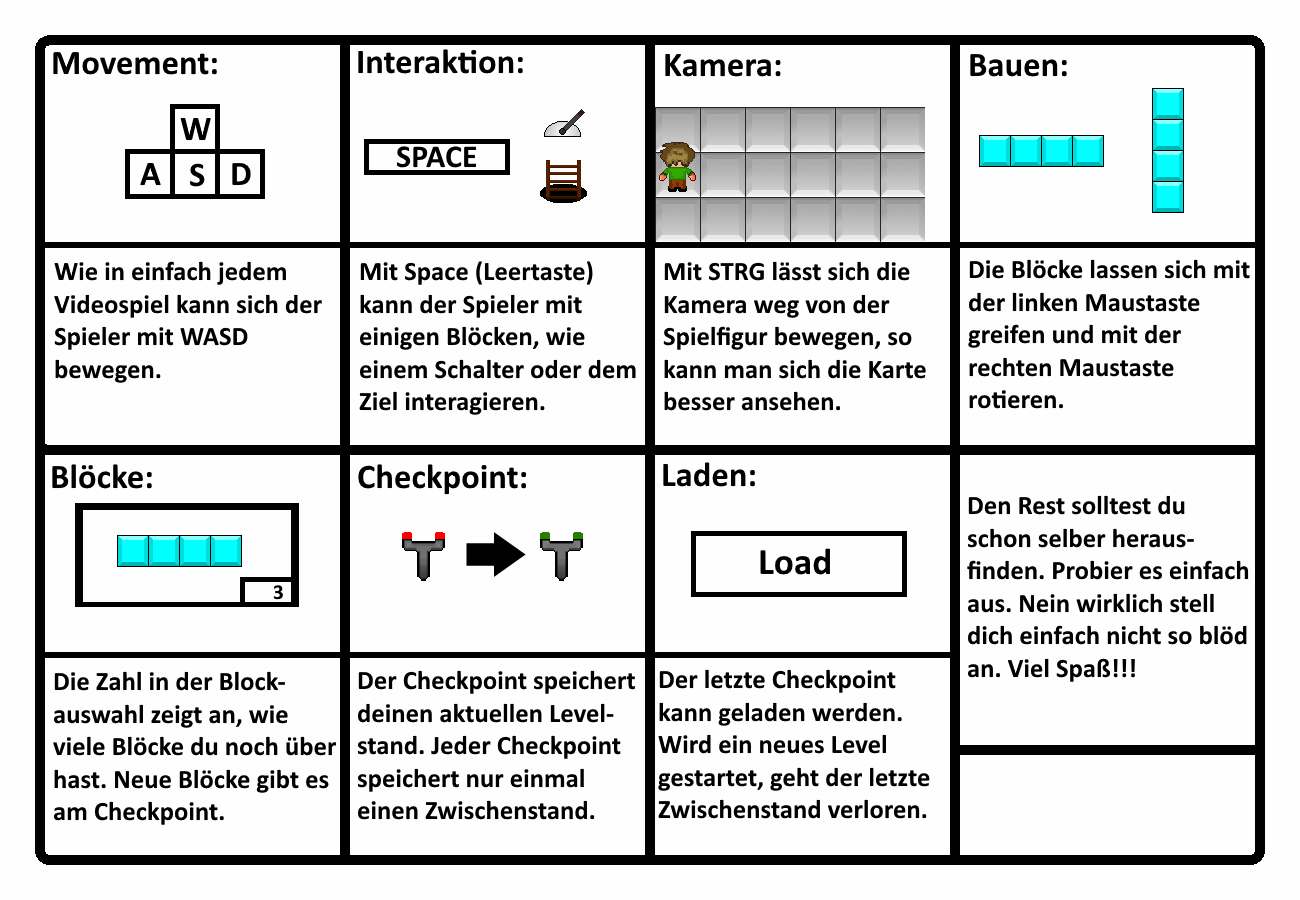 Movement:
W
A S D
Wie in einfach jedem
Videospiel kann sich der
Spieler mit WASD
bewegen.
Interaktion:
SPACE
Mit Space (Leertaste)
kann der Spieler mit
einigen Blöcken, wie
einem Schalter oder dem
Ziel interagieren.
Kamera:
Mit STRG lässt sich die
Kamera weg von der
Spielfigur bewegen, so
kann man sich die Karte
besser ansehen.
Bauen:
Die Blöcke lassen sich mit
der linken Maustaste
greifen und mit der
rechten Maustaste
rotieren.
Blöcke:
3
Die Zahl in der Block-
auswahl zeigt an, wie
viele Blöcke du noch über
hast. Neue Blöcke gibt es
am Checkpoint.
Checkpoint:
Der Checkpoint speichert
deinen aktuellen Level-
stand. Jeder Checkpoint
speichert nur einmal
einen Zwischenstand.
Laden:
Load
Der letzte Checkpoint
kann geladen werden.
Wird ein neues Level
gestartet, geht der letzte
Zwischenstand verloren.
Den Rest solltest du
schon selber heraus-
finden. Probier es einfach
aus. Nein wirklich stell
dich einfach nicht so blöd
an. Viel Spaß!!!